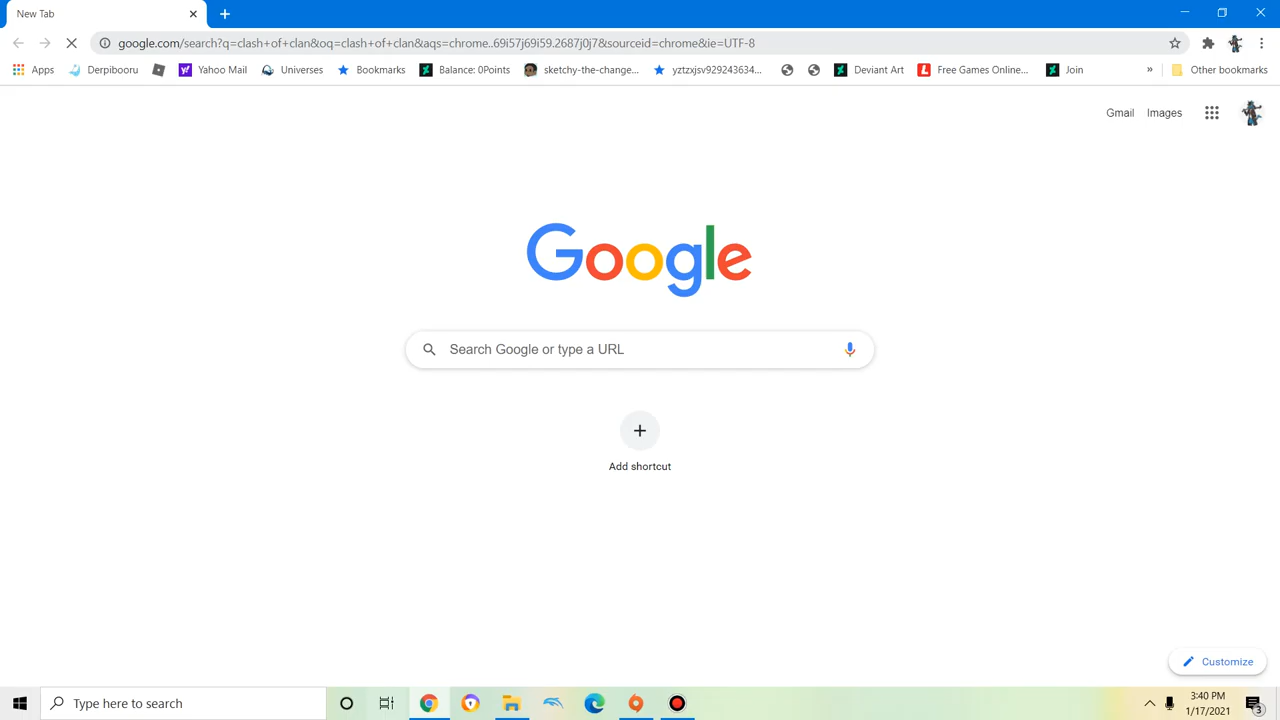 New Tab
google.com/search?q=clash+of+clan&oq=clash+of+clan&aqs=chrome..69i57j69i59.2687j0j7&sourceid=chrome&ie=UTF-8
Apps Derpibooru Yahoo Mail Universes Bookmarks Balance: 0Points sketchy-the-change... yztzxjsv929243634... Deviant Art Free Games Online... Join » Other bookmarks
Gmail Images
Google
Search Google or type a URL
Add shortcut
Customize
Type here to search
3:40 PM
1/17/2021
3